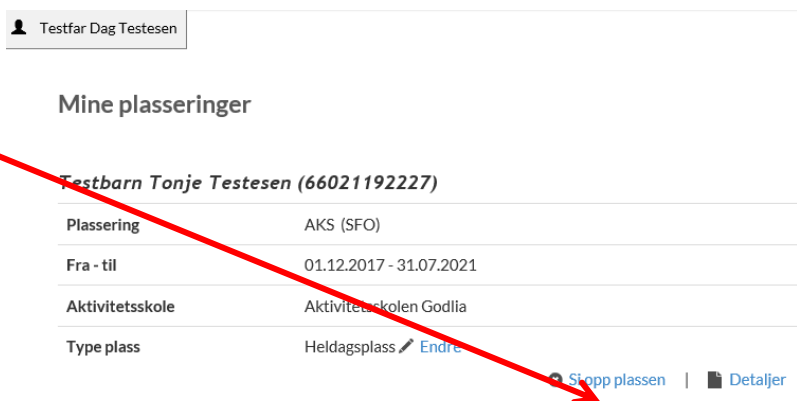 Testfar Dag Testesen
Mine plasseringer
Testbarn Tonje Testesen (66021192227)
Plassering AKS (SFO)
Fra - til 01.12.2017 - 31.07.2021
Aktivitetsskole Aktivitetsskolen Godlia
Type plass Heldagsplass Endre
Si opp plassen | Detaljer